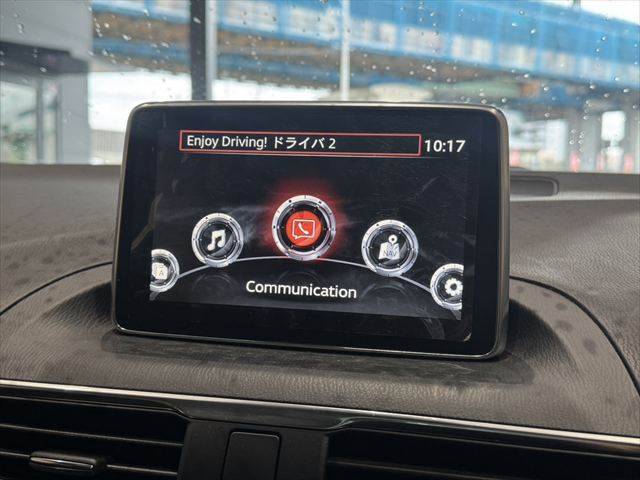 Enjoy Driving! ドライバ 2
10:17
NAV
A
Communication